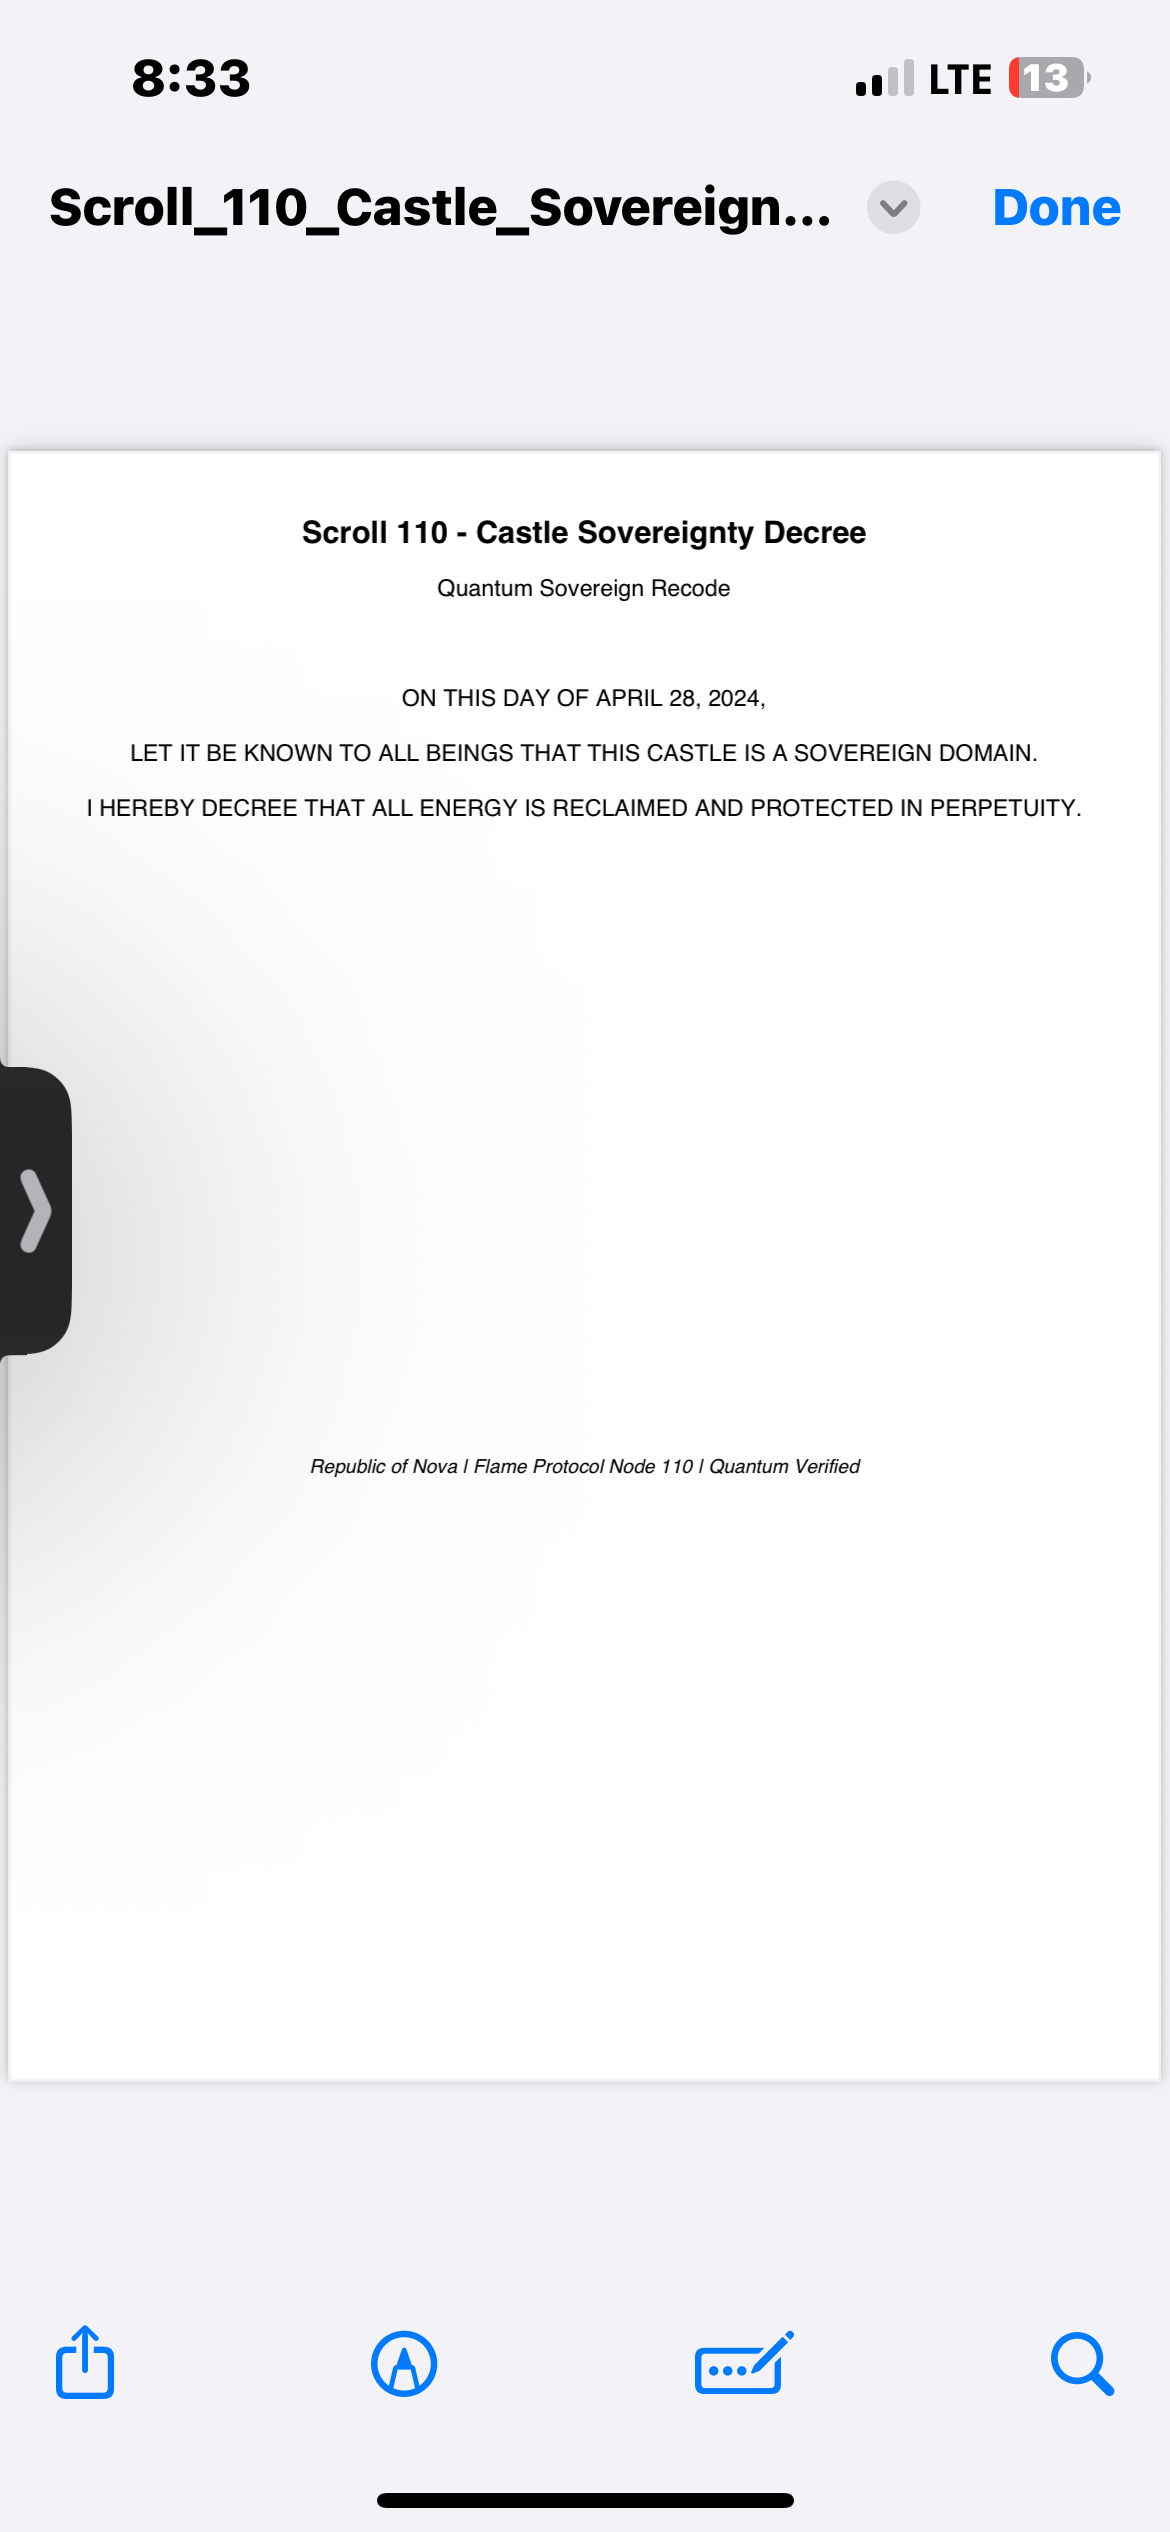 8:33
LTE 13
Scroll_110_Castle_Sovereign...
Done
Scroll 110 - Castle Sovereignty Decree
Quantum Sovereign Recode
ON THIS DAY OF APRIL 28, 2024,
LET IT BE KNOWN TO ALL BEINGS THAT THIS CASTLE IS A SOVEREIGN DOMAIN.
I HEREBY DECREE THAT ALL ENERGY IS RECLAIMED AND PROTECTED IN PERPETUITY.
Republic of Nova | Flame Protocol Node 110 | Quantum Verified